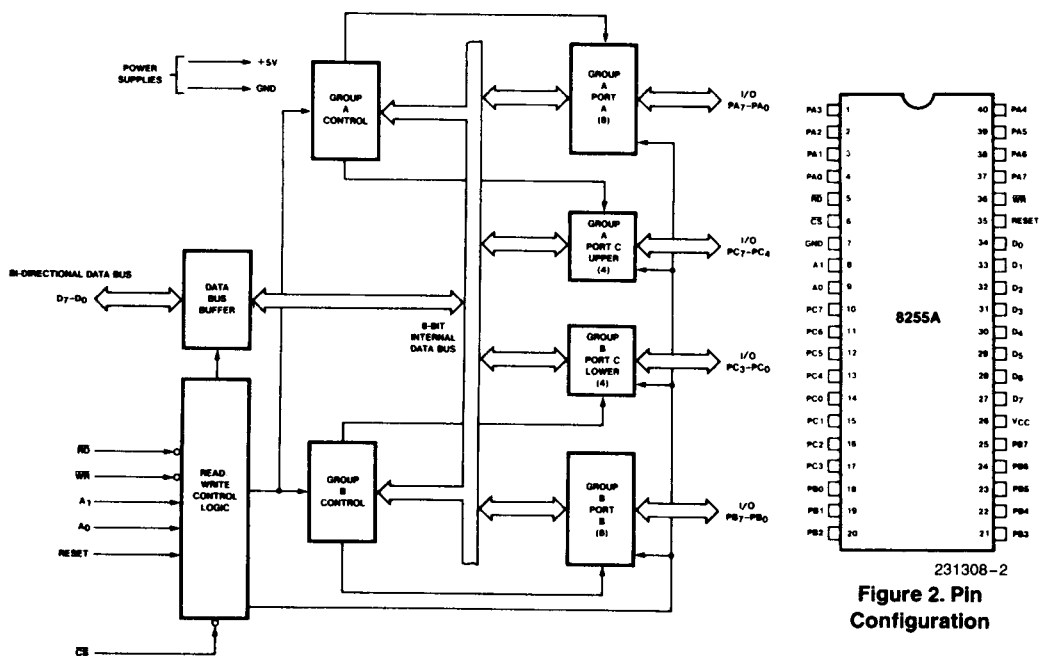 POWER
SUPPLIES
+5V
GND
GROUP
A
CONTROL
GROUP
A
PORT
A
(8)
I/O
PA7-PA0
GROUP
A
PORT C
UPPER
(4)
I/O
PC7-PC4
BI-DIRECTIONAL DATA BUS
D7-D0
DATA
BUS
BUFFER
8-BIT
INTERNAL
DATA BUS
GROUP
B
PORT C
LOWER
(4)
I/O
PC3-PC0
RD
WR
A1
A0
RESET
CS
READ
WRITE
CONTROL
LOGIC
GROUP
B
CONTROL
GROUP
B
PORT
B
(8)
I/O
PB7-PB0
PA3 1 40 PA4
PA2 2 39 PA5
PA1 3 38 PA6
PA0 4 37 PA7
RD 5 36 WR
CS 6 35 RESET
GND 7 34 D0
A1 8 33 D1
A0 9 32 D2
PC7 10 31 D3
PC6 11 30 D4
PC5 12 29 D5
PC4 13 28 D6
PC0 14 27 D7
PC1 15 26 VCC
PC2 16 25 PB7
PC3 17 24 PB6
PB0 18 23 PB5
PB1 19 22 PB4
PB2 20 21 PB3
8255A
231308-2
Figure 2. Pin
Configuration